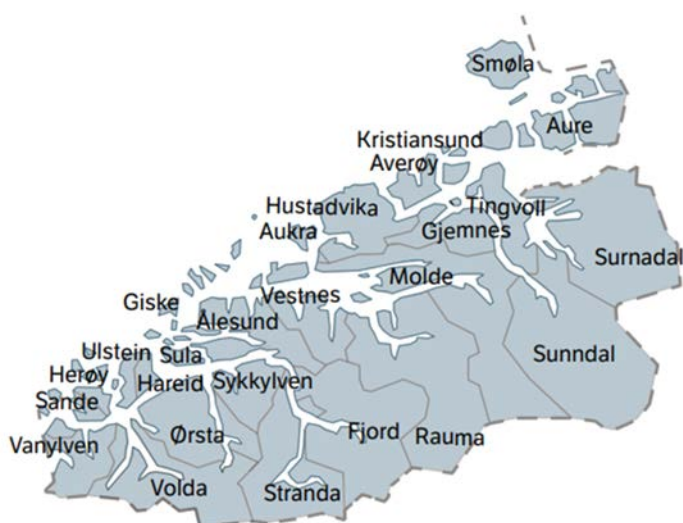 Smøla
Aure
Kristiansund
Averøy
Hustadvika
Tingvoll
Aukra
Gjemnes
Surnadal
Molde
Vestnes
Giske
Ålesund
Ulstein
Sula
Sunndal
Herøy
Hareid
Sykkylven
Sande
Ørsta
Fjord
Rauma
Vanylven
Volda
Stranda